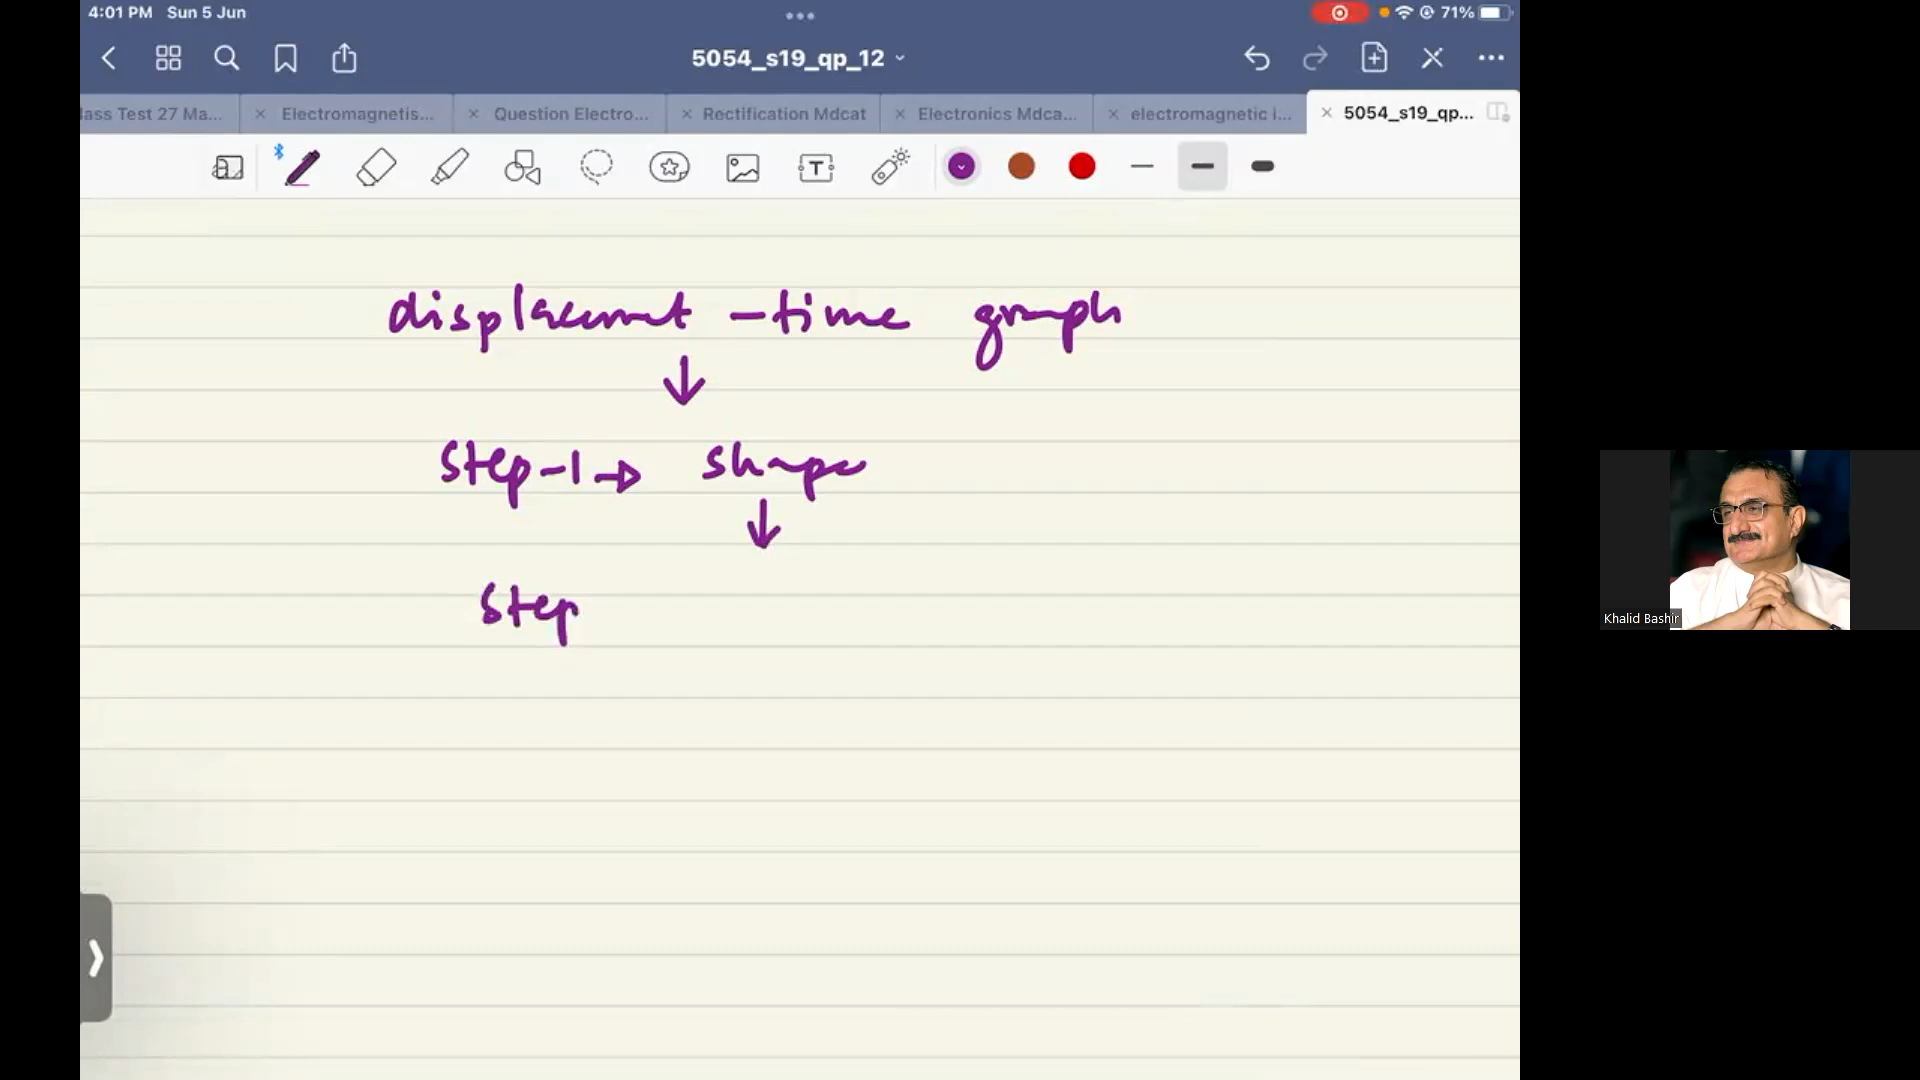 4:01 PM Sun 5 Jun
71%
5054_s19_qp_12
lass Test 27 Ma...
Electromagnetis...
Question Electro...
Rectification Mdcat
Electronics Mdca...
electromagnetic i...
5054_s19_qp...
T
displacemnt - time graph
↓
Step-1→ shape
↓
Step
Khalid Bashir